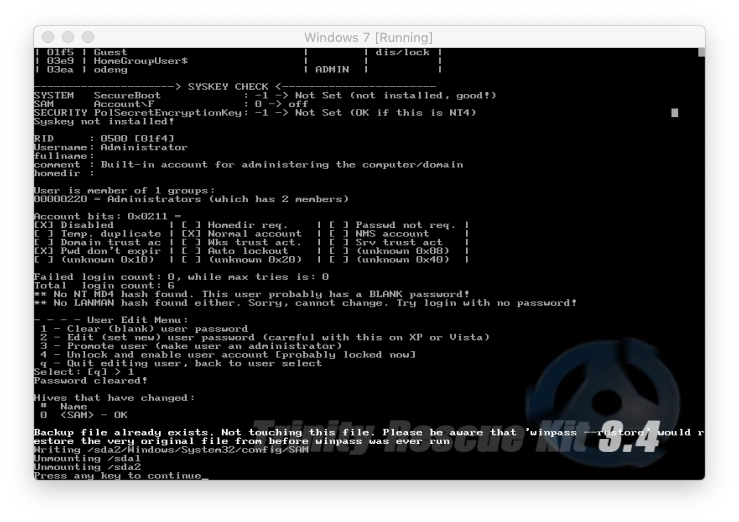 Windows 7 [Running]
| 01f5 | Guest | | dis/lock |
| 03e9 | HomeGroupUser$ | | |
| 03ea | odeng | ADMIN | |
---------------------> SYSKEY CHECK <-----------------------
SYSTEM   SecureBoot            : -1 -> Not Set (not installed, good!)
SAM      Account\F             : 0 -> off
SECURITY PolSecretEncryptionKey: -1 -> Not Set (OK if this is NT4)
Syskey not installed!
RID     : 0500 [01f4]
Username: Administrator
fullname:
comment : Built-in account for administering the computer/domain
homedir :
User is member of 1 groups:
00000220 = Administrators (which has 2 members)
Account bits: 0x0211 =
[X] Disabled        | [ ] Homedir req.    | [ ] Passwd not req. |
[ ] Temp. duplicate | [X] Normal account  | [ ] NMS account     |
[ ] Domain trust ac | [ ] Wks trust act.  | [ ] Srv trust act   |
[X] Pwd don't expir | [ ] Auto lockout    | [ ] (unknown 0x08)  |
[ ] (unknown 0x10)  | [ ] (unknown 0x20)  | [ ] (unknown 0x40)  |
Failed login count: 0, while max tries is: 0
Total  login count: 6
** No NT MD4 hash found. This user probably has a BLANK password!
** No LANMAN hash found either. Sorry, cannot change. Try login with no password!
- - - - User Edit Menu:
1 - Clear (blank) user password
2 - Edit (set new) user password (careful with this on XP or Vista)
3 - Promote user (make user an administrator)
4 - Unlock and enable user account [probably locked now]
q - Quit editing user, back to user select
Select: [q] > 1
Password cleared!
Hives that have changed:
#  Name
0  <SAM> - OK
Backup file already exists. Not touching this file. Please be aware that 'winpass --restore' would r
estore the very original file from before winpass was ever run
Writing /sda2/Windows/System32/config/SAM
Unmounting /sda1
Unmounting /sda2
Press any key to continue_
Trinity Rescue Kit 3.4